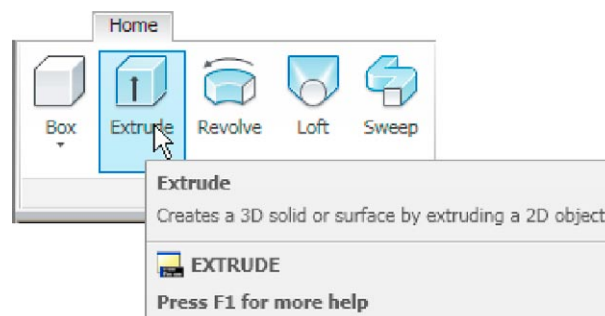 Home
Box Extrude Revolve Loft Sweep
Extrude
Creates a 3D solid or surface by extruding a 2D object
EXTRUDE
Press F1 for more help